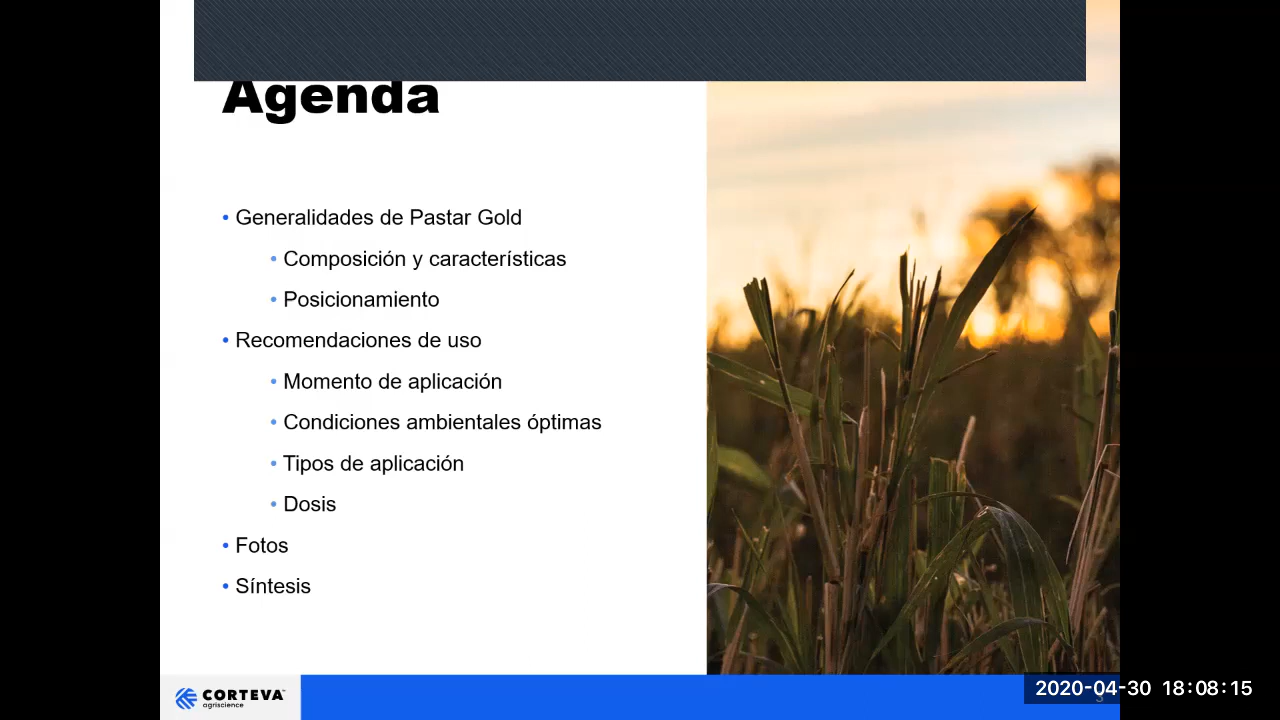 Agenda
• Generalidades de Pastar Gold
• Composición y características
• Posicionamiento
• Recomendaciones de uso
• Momento de aplicación
• Condiciones ambientales óptimas
• Tipos de aplicación
• Dosis
• Fotos
• Síntesis
CORTEVA™
agriscience
2020-04-30 18:08:15